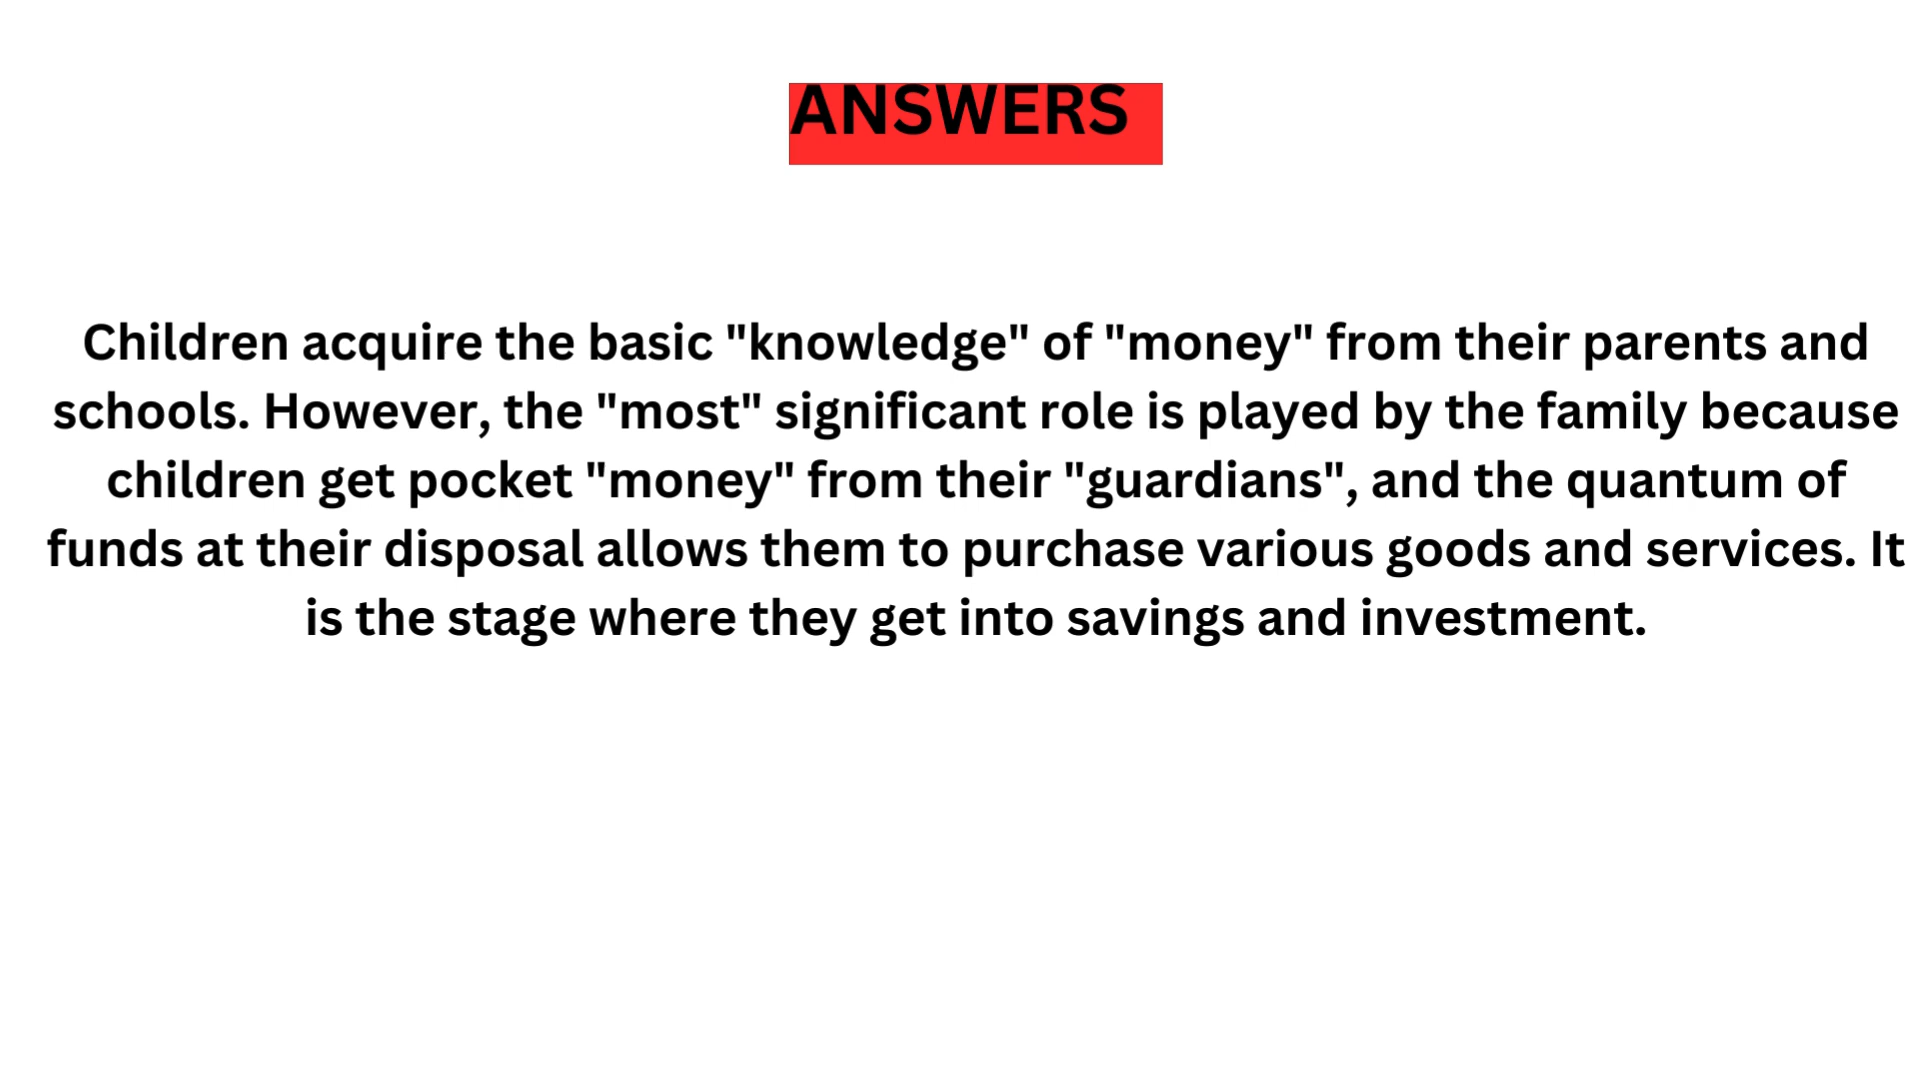 ANSWERS
Children acquire the basic "knowledge" of "money" from their parents and
schools. However, the "most" significant role is played by the family because
children get pocket "money" from their "guardians", and the quantum of
funds at their disposal allows them to purchase various goods and services. It
is the stage where they get into savings and investment.